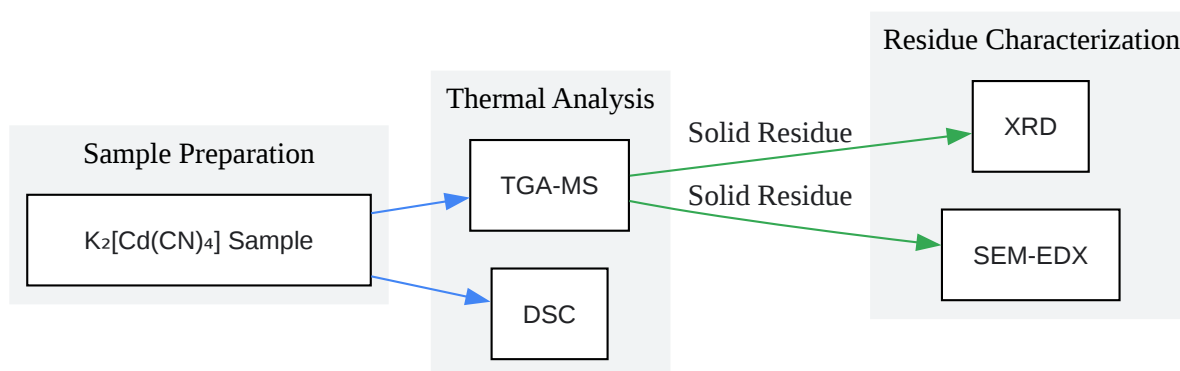 Sample Preparation
K₂[Cd(CN)₄] Sample
Thermal Analysis
TGA-MS
DSC
Solid Residue
Solid Residue
Residue Characterization
XRD
SEM-EDX